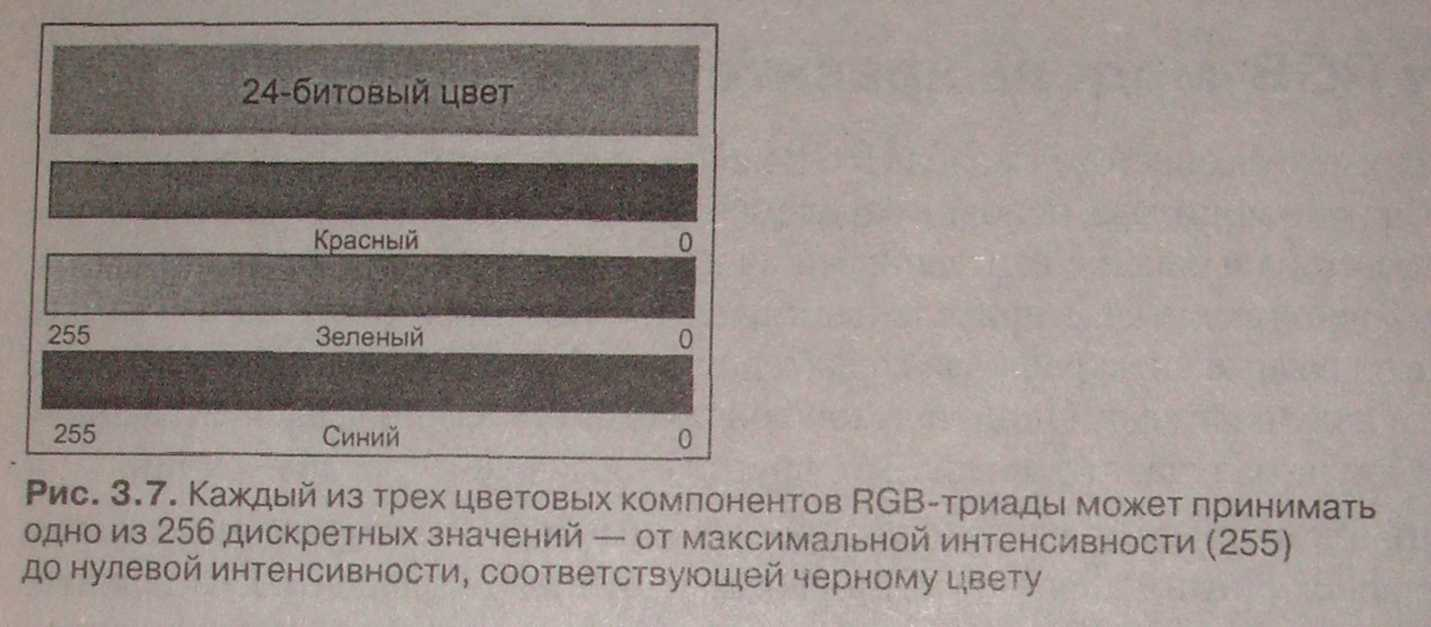 24-битовый цвет
Красный 0
255 Зеленый 0
255 Синий 0
Рис. 3.7. Каждый из трех цветовых компонентов RGB-триады может принимать
одно из 256 дискретных значений — от максимальной интенсивности (255)
до нулевой интенсивности, соответствующей черному цвету